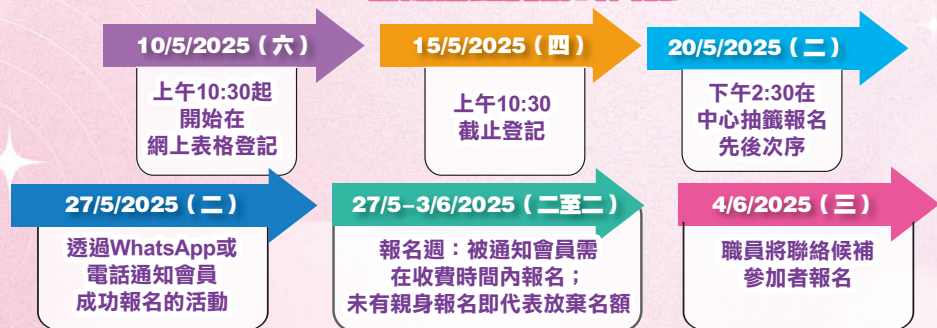 10/5/2025（六）
上午10:30起
開始在
網上表格登記
15/5/2025（四）
上午10:30
截止登記
20/5/2025（二）
下午2:30在
中心抽籤報名
先後次序
27/5/2025（二）
透過WhatsApp或
電話通知會員
成功報名的活動
27/5–3/6/2025（二至二）
報名週：被通知會員需
在收費時間內報名；
未有親身報名即代表放棄名額
4/6/2025（三）
職員將聯絡候補
參加者報名